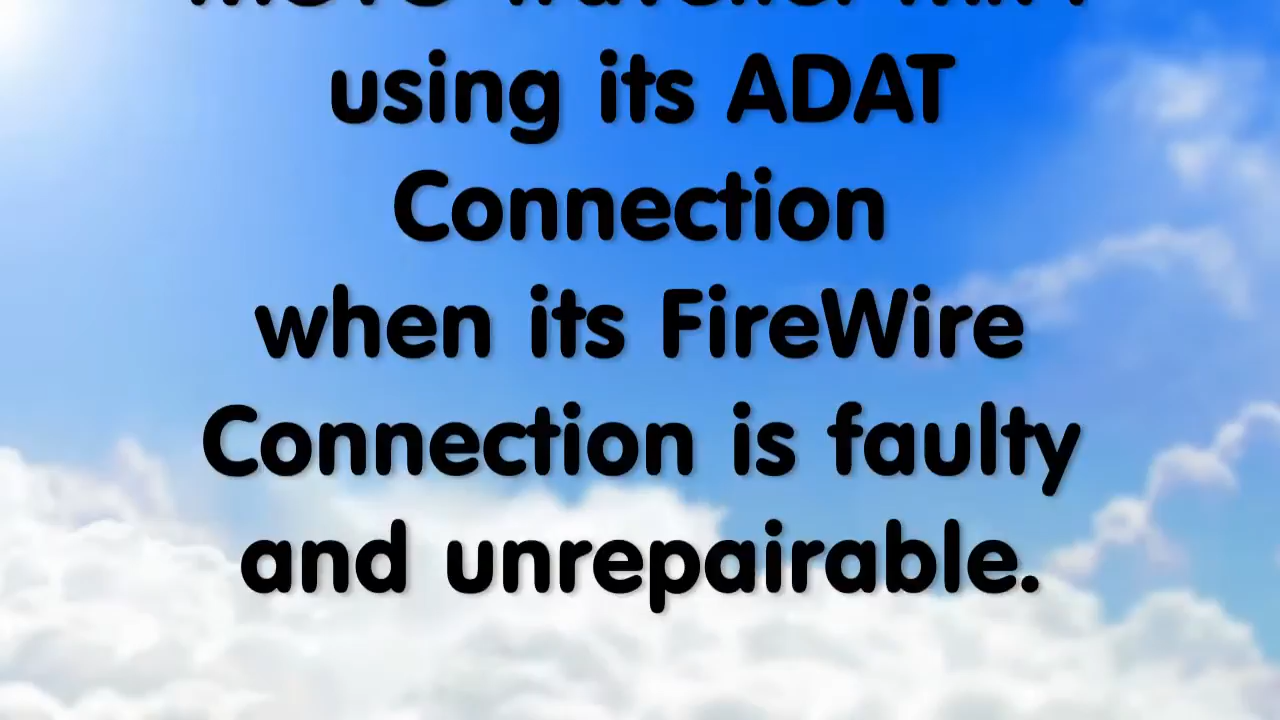 using its ADAT
Connection
when its FireWire
Connection is faulty
and unrepairable.